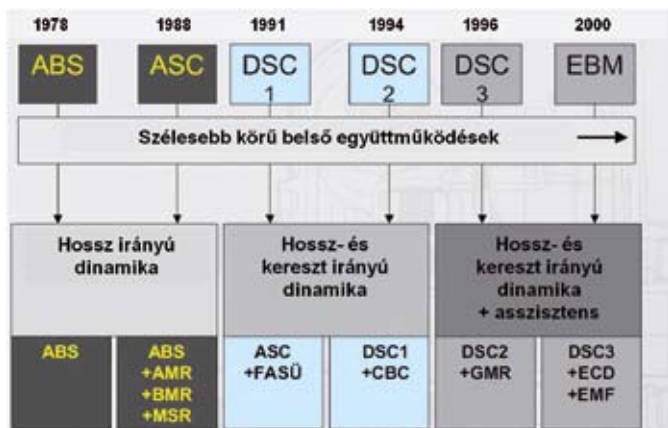 1978 1988 1991 1994 1996 2000
ABS ASC DSC DSC DSC EBM
1 2 3
Szélesebb körű belső együttműködések
Hossz irányú
dinamika
Hossz- és
kereszt irányú
dinamika
Hossz- és
kereszt irányú
dinamika
+ asszisztens
ABS
ABS
+AMR
+BMR
+MSR
ASC
+FASÜ
DSC1
+CBC
DSC2
+GMR
DSC3
+ECD
+EMF